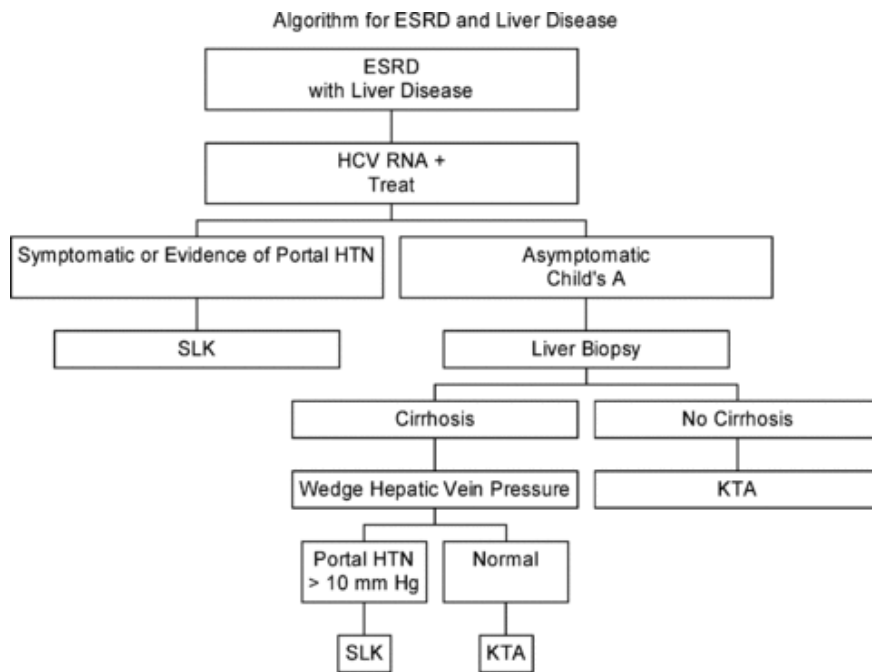 Algorithm for ESRD and Liver Disease
ESRD
with Liver Disease
HCV RNA +
Treat
Symptomatic or Evidence of Portal HTN
Asymptomatic
Child's A
SLK
Liver Biopsy
Cirrhosis
No Cirrhosis
Wedge Hepatic Vein Pressure
KTA
Portal HTN
> 10 mm Hg
Normal
SLK
KTA